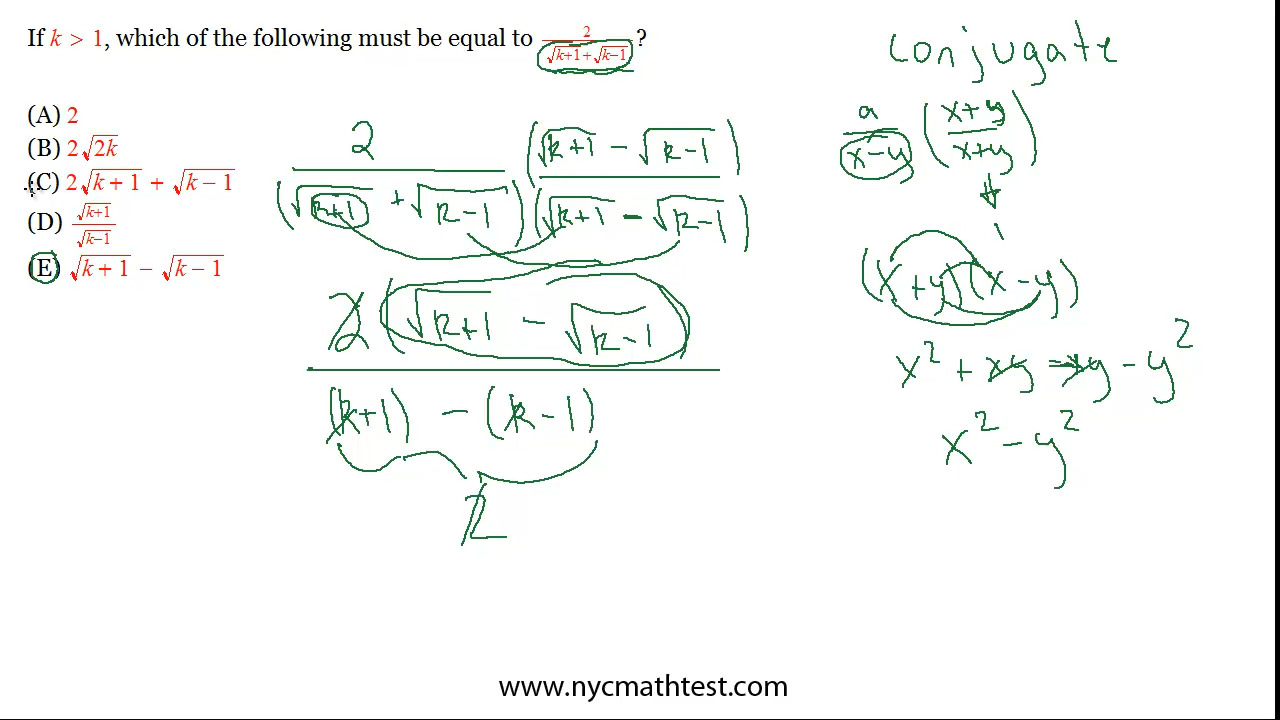 If k > 1, which of the following must be equal to 2/(√(k+1) + √(k−1)) ?
(A) 2
(B) 2√(2k)
(C) 2√(k + 1) + √(k − 1)
(D) √(k+1)/√(k−1)
(E) √(k + 1) − √(k − 1)
2/(√(k+1) + √(k−1)) (√(k+1) − √(k−1))/(√(k+1) − √(k−1))
2(√(k+1) − √(k−1))
(k+1) − (k−1)
2
conjugate
a/(x−y) ((x+y)/(x+y))
(x+y)(x−y)
x² + xy − xy − y²
x² − y²
www.nycmathtest.com